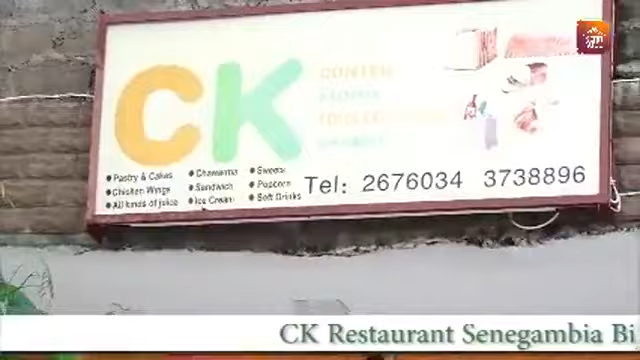 CK
Pastry & Cakes
Chicken Wings
All kinds of juice
Chawarma
Sandwich
Ice Cream
Sweets
Popcorn
Soft Drinks
Tel: 2676034 3738896
CK Restaurant Senegambia Bi